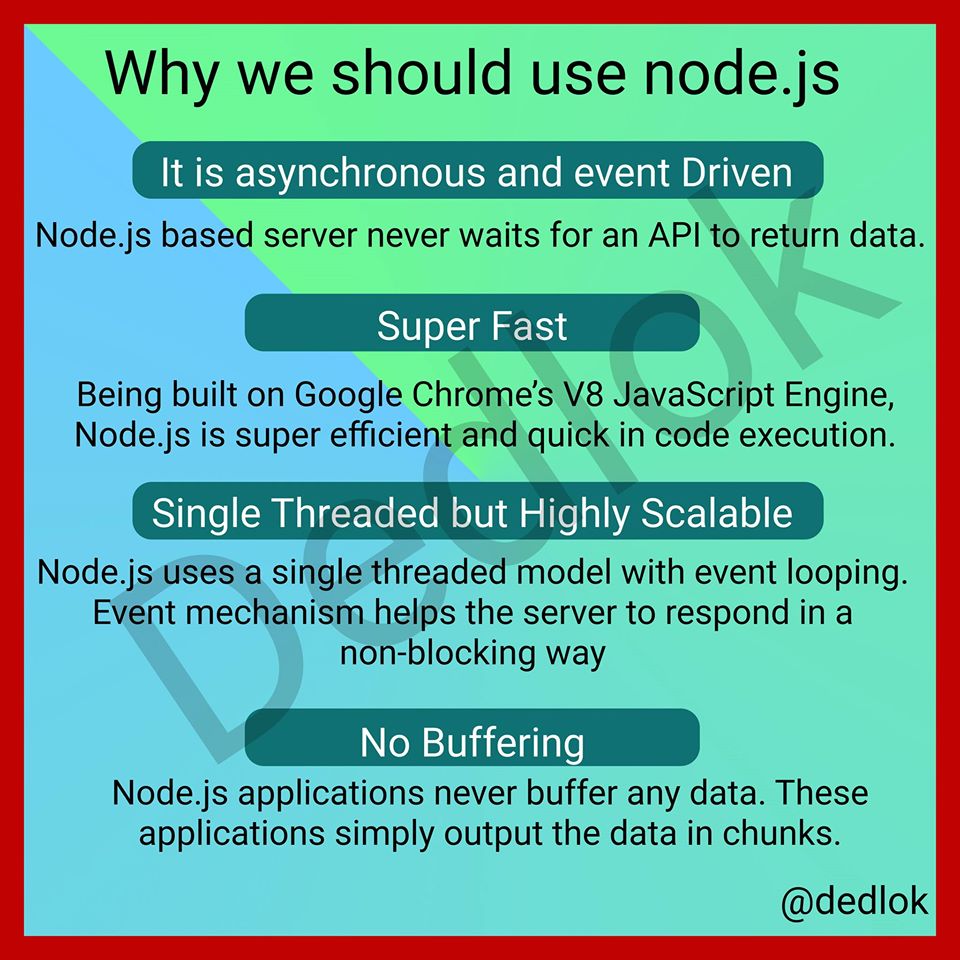 Why we should use node.js
It is asynchronous and event Driven
Node.js based server never waits for an API to return data.
Super Fast
Being built on Google Chrome’s V8 JavaScript Engine,
Node.js is super efficient and quick in code execution.
Single Threaded but Highly Scalable
Node.js uses a single threaded model with event looping.
Event mechanism helps the server to respond in a
non-blocking way
No Buffering
Node.js applications never buffer any data. These
applications simply output the data in chunks.
@dedlok
Dedlok